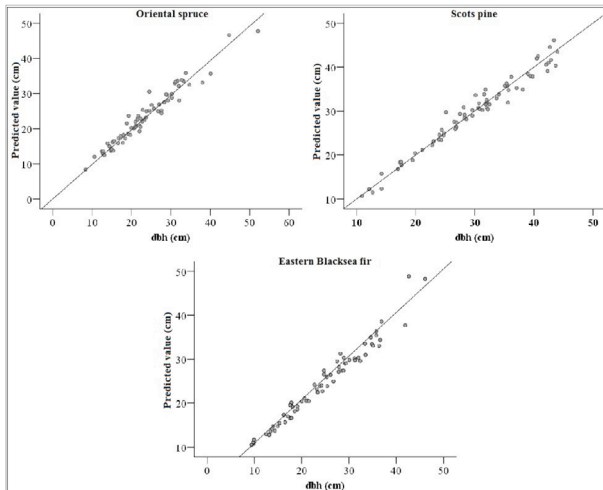 Oriental spruce
Predicted value (cm)
50
40
30
20
10
0
0 10 20 30 40 50 60
dbh (cm)
Scots pine
Predicted value (cm)
50
40
30
20
10
10 20 30 40 50
dbh (cm)
Eastern Blacksea fir
Predicted value (cm)
50
40
30
20
10
0 10 20 30 40 50
dbh (cm)